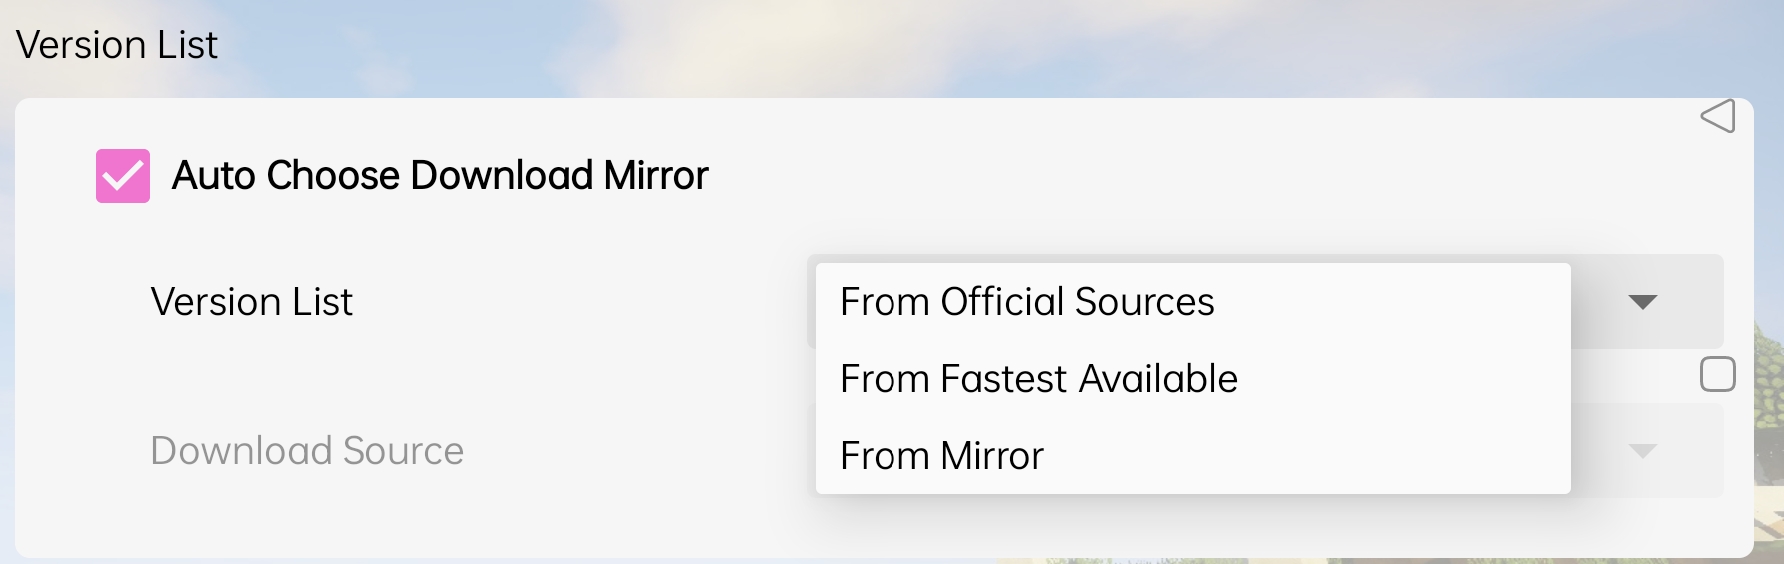 Version List
Auto Choose Download Mirror
Version List
From Official Sources
From Fastest Available
Download Source
From Mirror